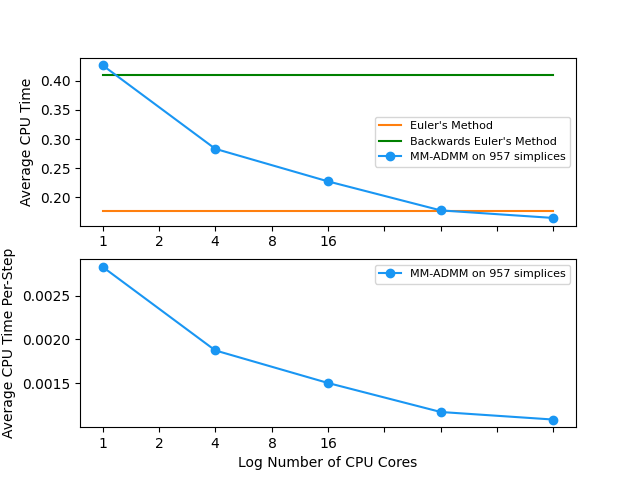 Average CPU Time
0.40
0.35
0.30
0.25
0.20
Euler's Method
Backwards Euler's Method
MM-ADMM on 957 simplices
1 2 4 8 16
Average CPU Time Per-Step
0.0025
0.0020
0.0015
MM-ADMM on 957 simplices
1 2 4 8 16
Log Number of CPU Cores